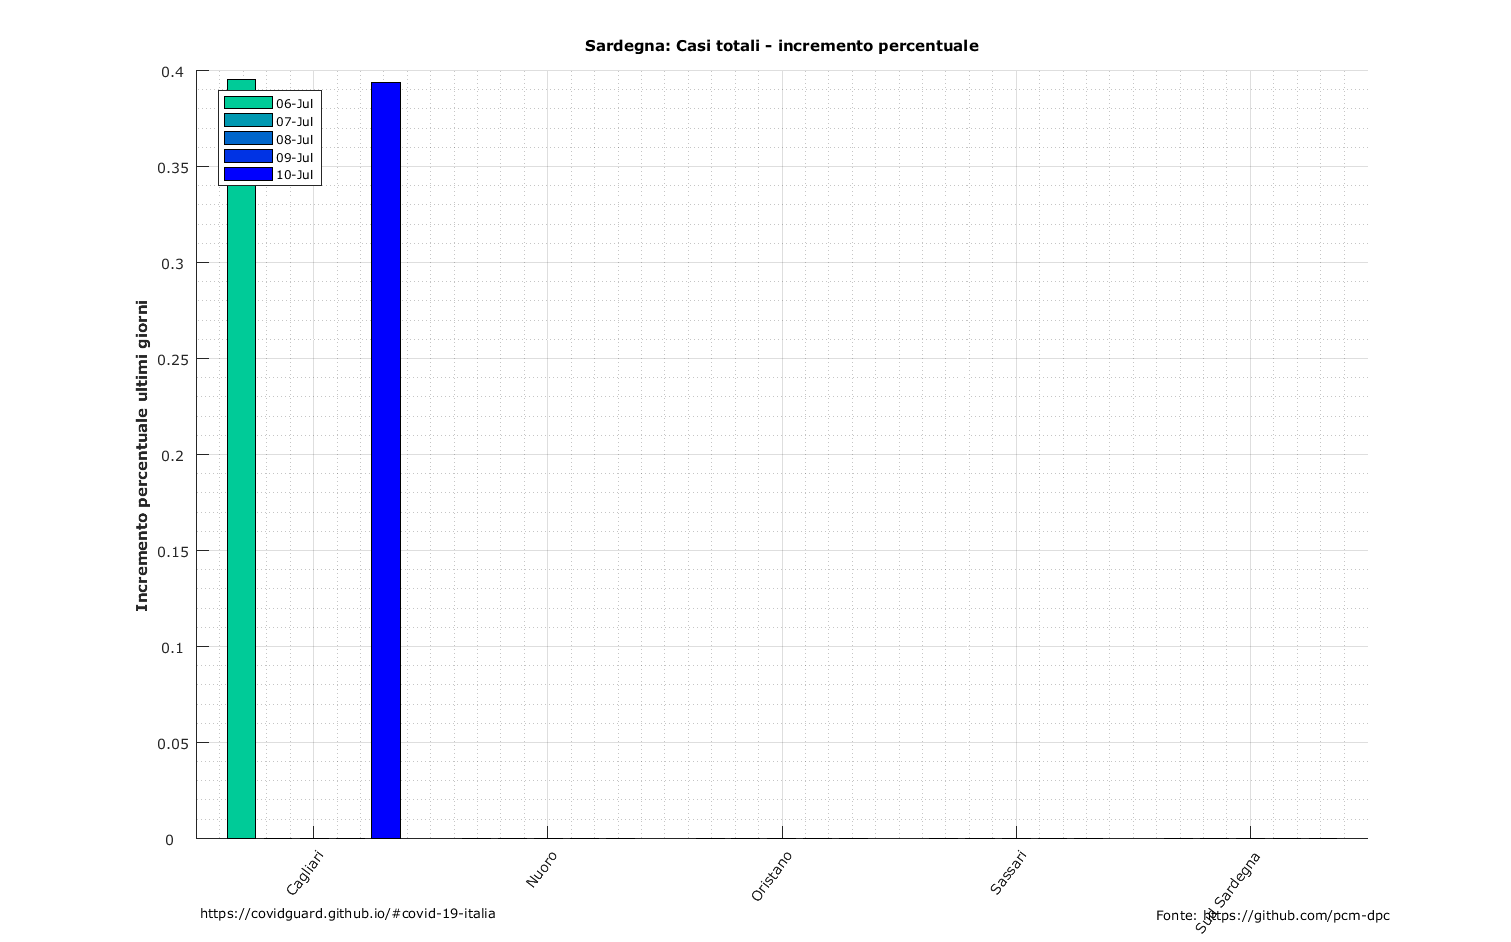 Sardegna: Casi totali - incremento percentuale
0.4
0.35
0.3
0.25
0.2
0.15
0.1
0.05
0
Incremento percentuale ultimi giorni
06-Jul
07-Jul
08-Jul
09-Jul
10-Jul
Cagliari
Nuoro
Oristano
Sassari
Sud Sardegna
https://covidguard.github.io/#covid-19-italia
Fonte: https://github.com/pcm-dpc